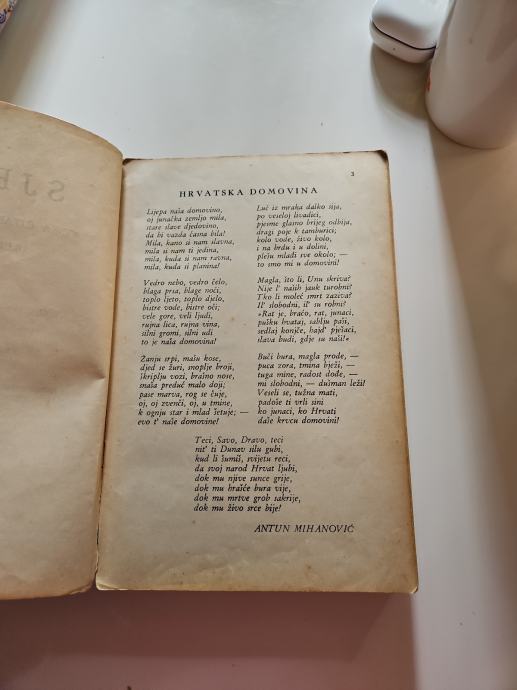 3
HRVATSKA DOMOVINA
Lijepa naša domovino,
oj junačka zemljo mila,
stare slave djedovino,
da bi vazda časna bila!
Mila, kano si nam slavna,
mila si nam ti jedina,
mila, kuda si nam ravna,
mila, kuda si planina!
Vedro nebo, vedro čelo,
blaga prsa, blage noći,
toplo ljeto, toplo djelo,
bistre vode, bistre oči;
vele gore, veli ljudi,
rujna lica, rujna vina,
silni gromi, silni udi —
to je naša domovina!
Žanju srpi, mašu kose,
djed se žuri, snoplje broji,
škriplju vozi, brašno nose,
snaša preduć malo doji;
pase marva, rog se čuje,
oj, oj zvenči, oj, u tmine,
k ognju star i mlad šetuje; —
evo t' naše domovine!
Luč iz mraka dalko sija,
po veseloj livadici,
pjesme glasno brijeg odbija,
dragi poje k tamburici;
kolo vode, živo kolo,
i na brdu i u dolini,
plešu mladi sve okolo; —
to smo mi u domovini!
Magla, što li, Unu skriva?
Nije l' naših jauk turobni?
Tko li moleć smrt zaziva?
Il' slobodni, il' su robni?
»Rat je, braćo, rat, junaci,
pušku hvataj, sablju paši,
sedlaj konjče, hajd' pješaci,
slava budi, gdje su naši!«
Buči bura, magla prođe, —
puca zora, tmina bježi, —
tuga mine, radost dođe, —
mi slobodni, — dušman leži!
Veseli se, tužna mati,
padoše ti vrli sini
ko junaci, ko Hrvati
daše krvcu domovini!
Teci, Savo, Dravo, teci
nit' ti Dunav silu gubi,
kud li šumiš, svijetu reci,
da svoj narod Hrvat ljubi,
dok mu njive sunce grije,
dok mu hrašće bura vije,
dok mu mrtve grob sakrije,
dok mu živo srce bije!
ANTUN MIHANOVIĆ